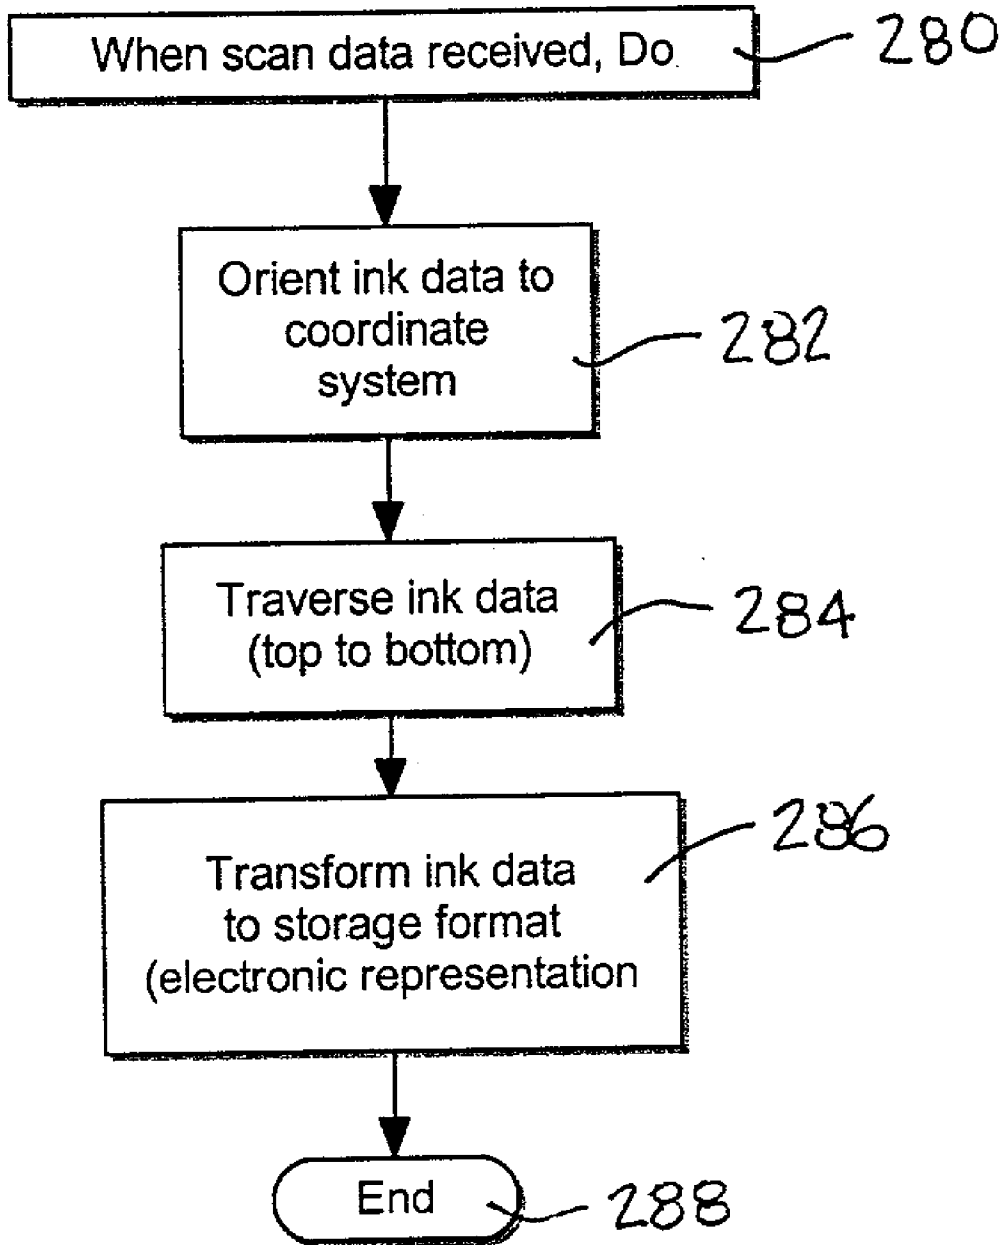 When scan data received, Do
280
Orient ink data to
coordinate
system
282
Traverse ink data
(top to bottom)
284
Transform ink data
to storage format
(electronic representation
286
End
288